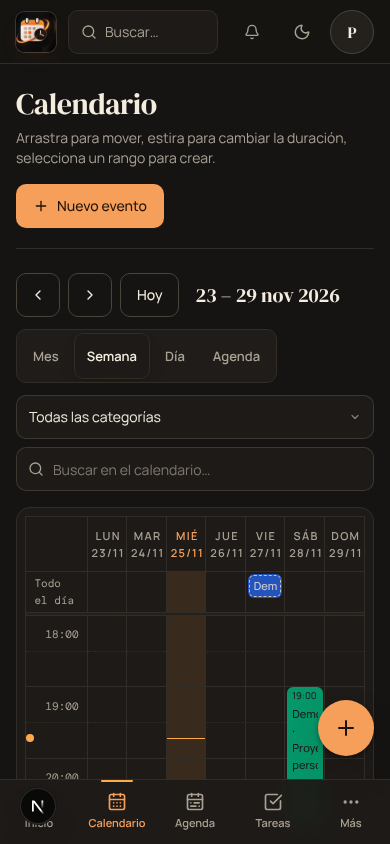 Buscar...
P
Calendario
Arrastra para mover, estira para cambiar la duración,
selecciona un rango para crear.
+ Nuevo evento
Hoy
23 – 29 nov 2026
Mes Semana Día Agenda
Todas las categorías
Buscar en el calendario...
LUN MAR MIÉ JUE VIE SÁB DOM
23/11 24/11 25/11 26/11 27/11 28/11 29/11
Todo
el día
Dem
18:00
19:00
19:00
Demo
·
Proye
perso
20:00
N
Inicio Calendario Agenda Tareas Más